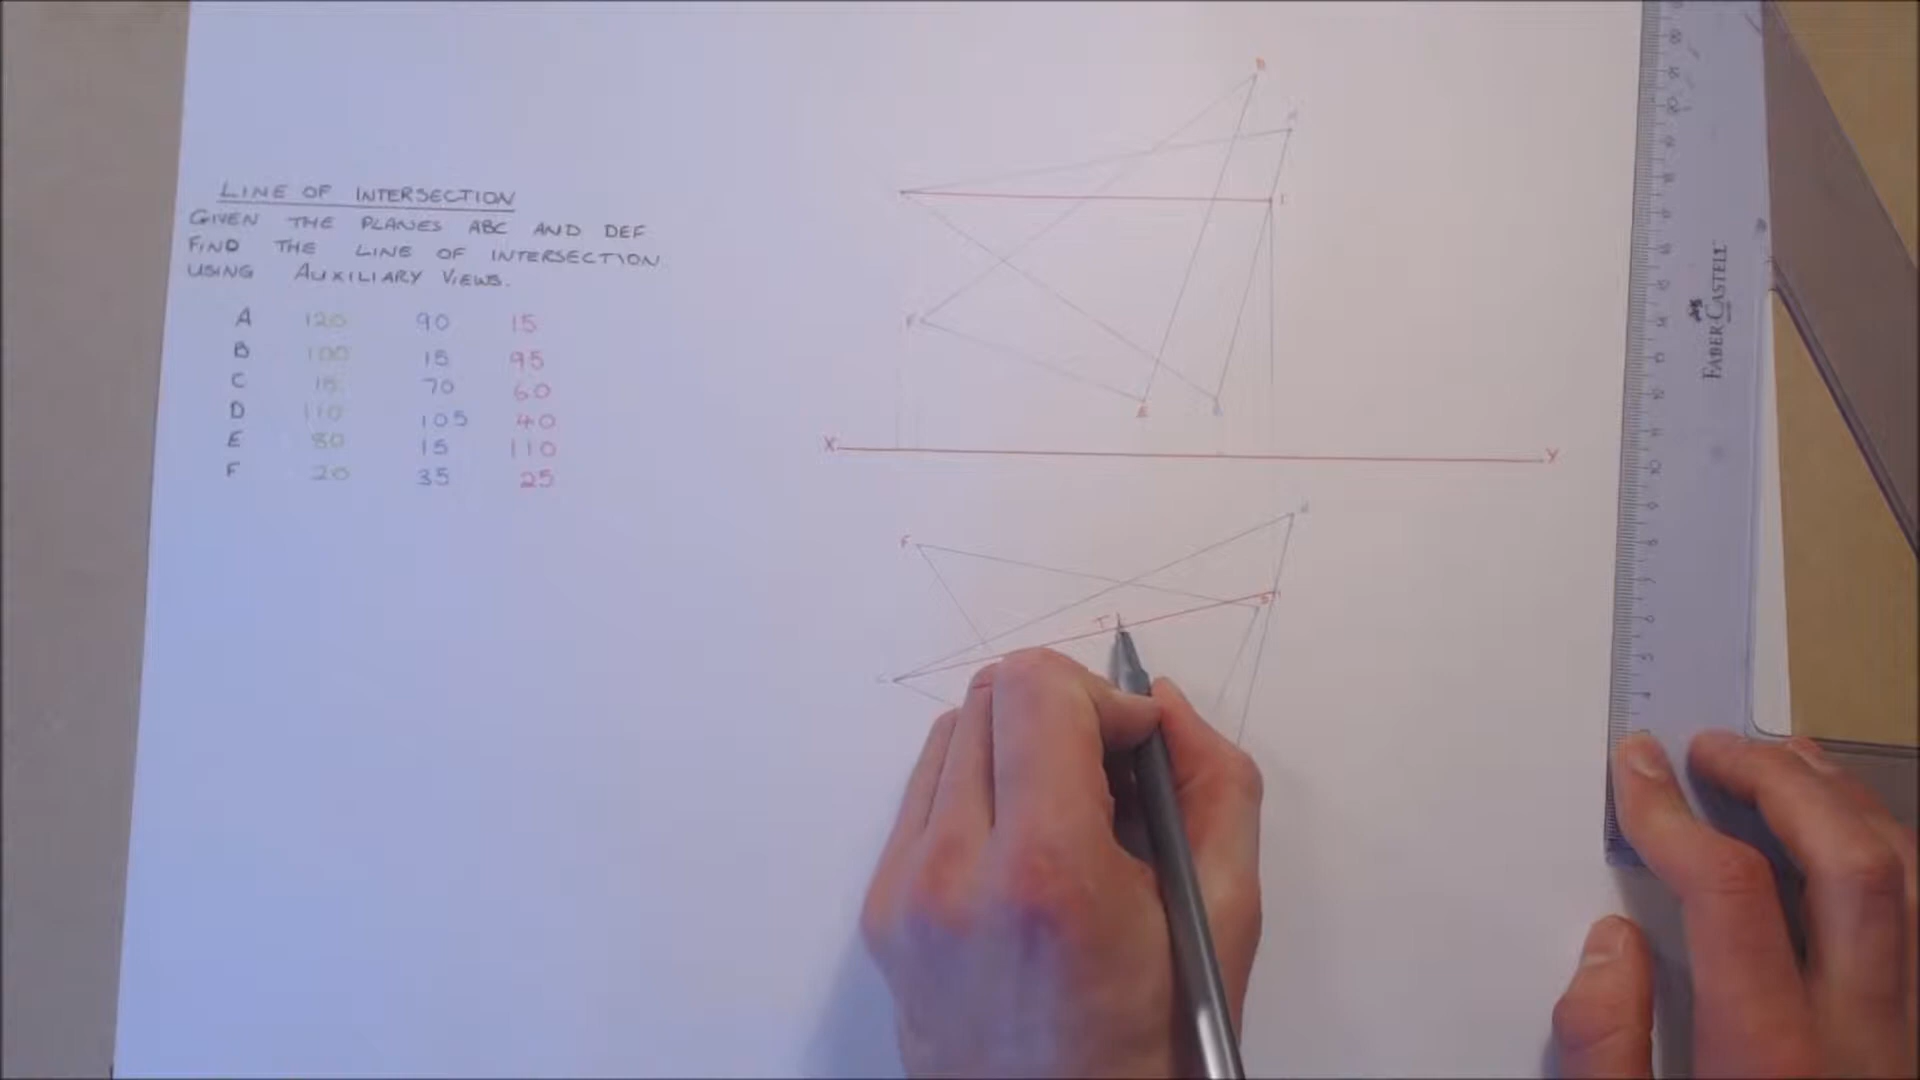 LINE OF INTERSECTION
GIVEN THE PLANES ABC AND DEF
FIND THE LINE OF INTERSECTION
USING AUXILIARY VIEWS.
A 120 90 15
B 100 15 95
C 70 60
D 110 105 40
E 80 15 110
F 20 35 25
X Y
F
T
FABER-CASTELL